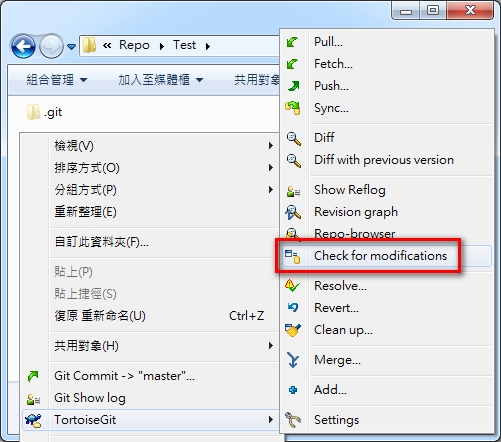 « Repo ▸ Test ▸
組合管理 ▾ 加入至媒體櫃 ▾ 共用對象
.git
檢視(V)
排序方式(O)
分組方式(P)
重新整理(E)
自訂此資料夾(F)...
貼上(P)
貼上捷徑(S)
復原 重新命名(U) Ctrl+Z
共用對象(H)
Git Commit -> "master"...
Git Show log
TortoiseGit
Pull...
Fetch...
Push...
Sync...
Diff
Diff with previous version
Show Reflog
Revision graph
Repo-browser
Check for modifications
Resolve...
Revert...
Clean up...
Merge...
Add...
Settings